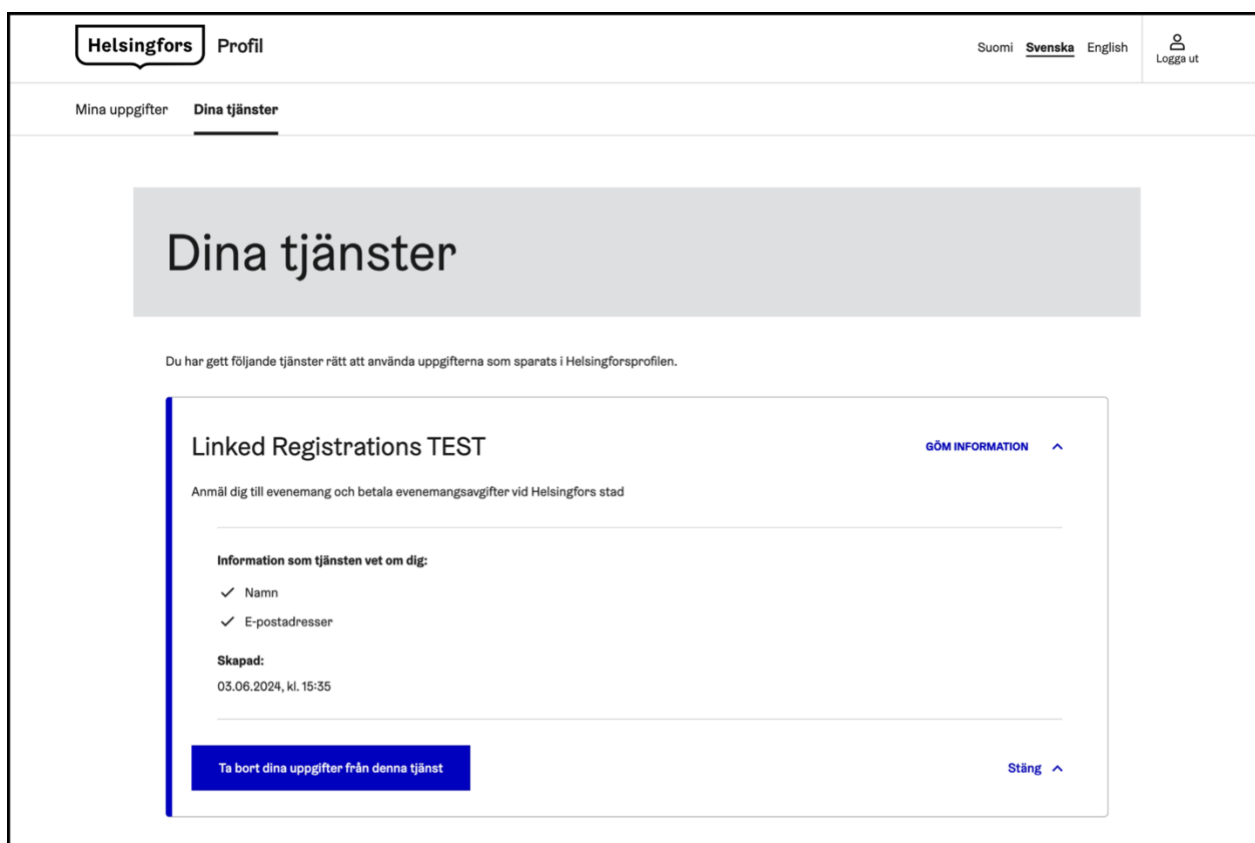 Helsingfors Profil
Suomi Svenska English
Logga ut
Mina uppgifter Dina tjänster
Dina tjänster
Du har gett följande tjänster rätt att använda uppgifterna som sparats i Helsingforsprofilen.
Linked Registrations TEST
GÖM INFORMATION
Anmäl dig till evenemang och betala evenemangsavgifter vid Helsingfors stad
Information som tjänsten vet om dig:
Namn
E-postadresser
Skapad:
03.06.2024, kl. 15:35
Ta bort dina uppgifter från denna tjänst
Stäng